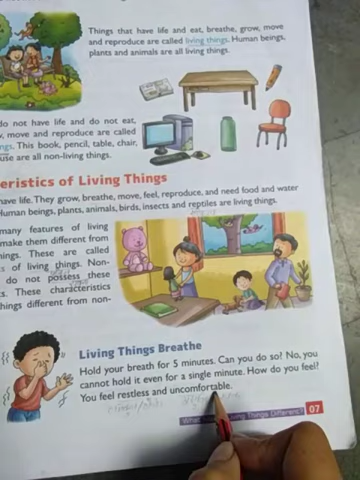 Things that have life and eat, breathe, grow, move
and reproduce are called living things. Human beings,
plants and animals are all living things.
do not have life and do not eat,
move and reproduce are called
This book, pencil, table, chair,
are all non-living things.
of Living Things
have life. They grow, breathe, move, feel, reproduce, and need food and water
Human beings, plants, animals, birds, insects and reptiles are living things.
many features of living
make them different from
These are called
of living things. Non-
do not possess these
These characteristics
things different from non-
Living Things Breathe
Hold your breath for 5 minutes. Can you do so? No, you
cannot hold it even for a single minute. How do you feel?
You feel restless and uncomfortable.
Living Things Different? 07